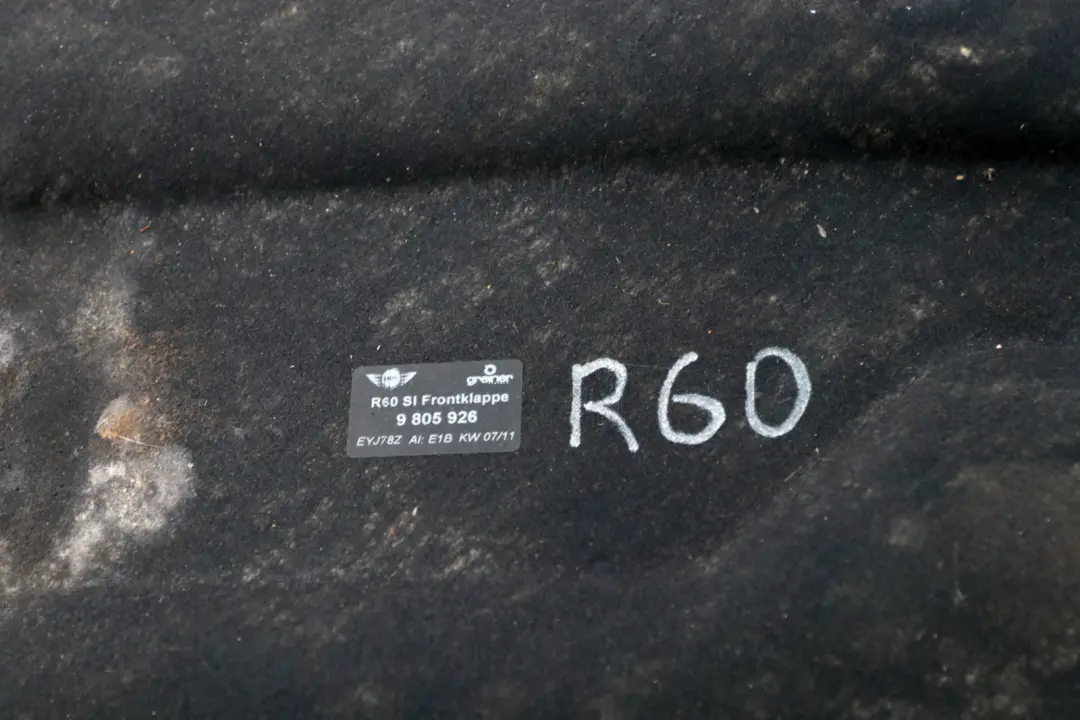 greiner
R60 SI Frontklappe
9 805 926
EYJ78Z AI: E1B KW 07/11
R60